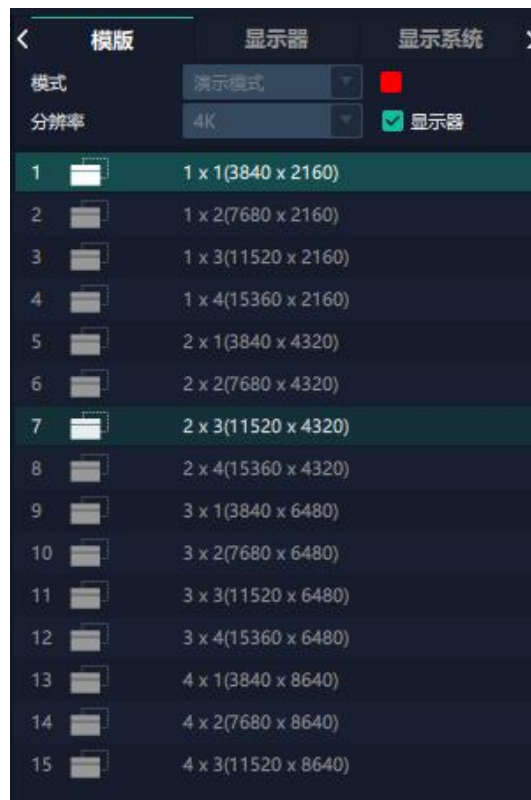 模版 显示器 显示系统
模式 演示模式
分辨率 4K 显示器
1 1 x 1(3840 x 2160)
2 1 x 2(7680 x 2160)
3 1 x 3(11520 x 2160)
4 1 x 4(15360 x 2160)
5 2 x 1(3840 x 4320)
6 2 x 2(7680 x 4320)
7 2 x 3(11520 x 4320)
8 2 x 4(15360 x 4320)
9 3 x 1(3840 x 6480)
10 3 x 2(7680 x 6480)
11 3 x 3(11520 x 6480)
12 3 x 4(15360 x 6480)
13 4 x 1(3840 x 8640)
14 4 x 2(7680 x 8640)
15 4 x 3(11520 x 8640)